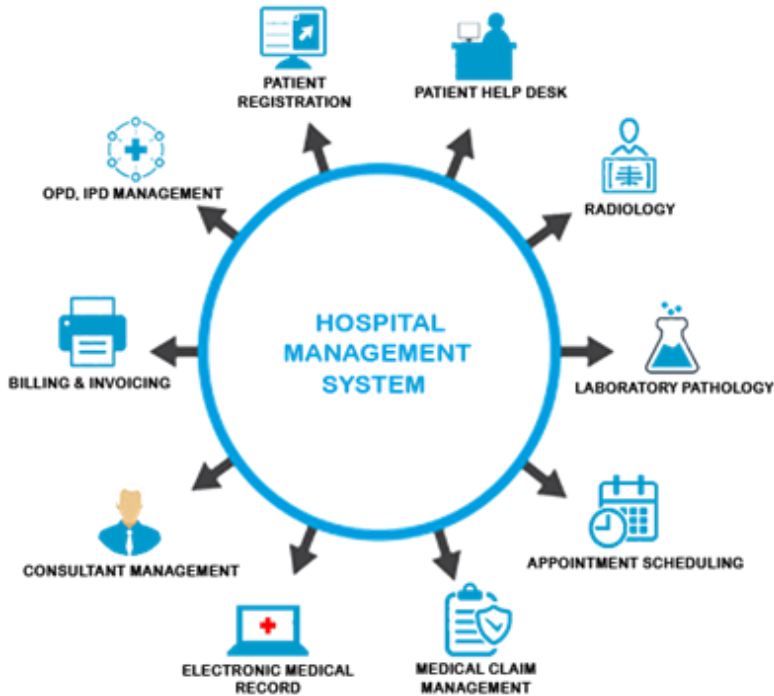 PATIENT
REGISTRATION
PATIENT HELP DESK
OPD, IPD MANAGEMENT
RADIOLOGY
HOSPITAL
MANAGEMENT
SYSTEM
BILLING & INVOICING
LABORATORY PATHOLOGY
CONSULTANT MANAGEMENT
APPOINTMENT SCHEDULING
ELECTRONIC MEDICAL
RECORD
MEDICAL CLAIM
MANAGEMENT